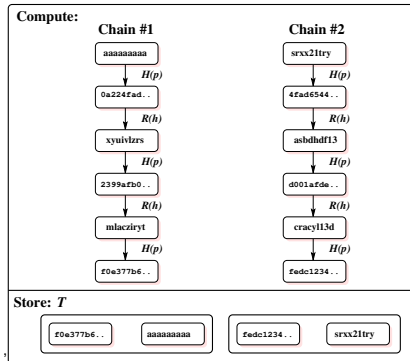 Compute:
Chain #1 Chain #2
aaaaaaaaa srxx21try
H(p) H(p)
0a224fad.. 4fad6544..
R(h) R(h)
xyuivlzrs asbdhdf13
H(p) H(p)
2399afb0.. d001afde..
R(h) R(h)
mlacziryt cracyl13d
H(p) H(p)
f0e377b6.. fedc1234..
Store: T
f0e377b6.. aaaaaaaaa fedc1234.. srxx21try
,